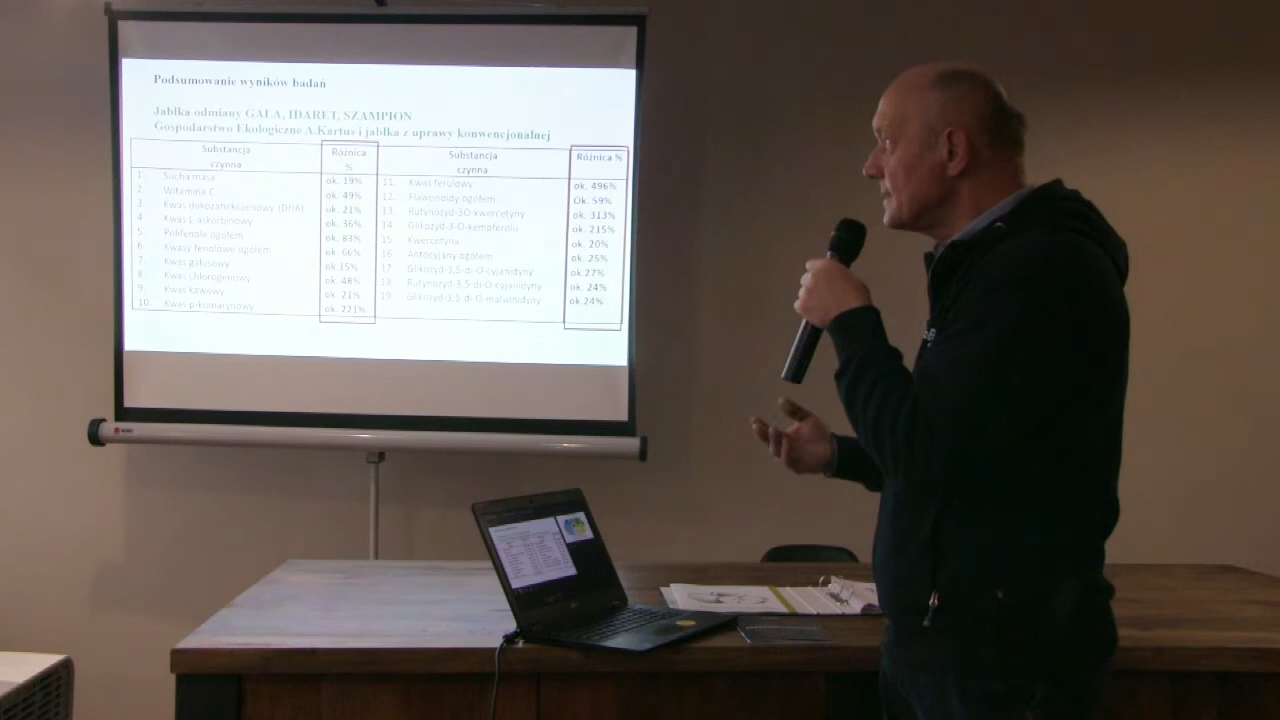 Podsumowanie wyników badań
Jabłka odmiany GALA, IDARET, SZAMPION
Gospodarstwo Ekologiczne A.Kartus i jabłka z uprawy konwencjonalnej
Substancja czynna Różnica % Substancja czynna Różnica %
1. Sucha masa ok. 19% 11. Kwas ferulowy ok. 496%
2. Witamina C ok. 49% 12. Flawonoidy ogółem Ok. 59%
3. Kwas dokozaheksaenowy (DHA) ok. 21% 13. Rutynozyd-3O-kwercetyny ok. 313%
4. Kwas L-askorbinowy ok. 36% 14 Glikozyd-3-O-kempferolu ok. 215%
5. Polifenole ogółem ok. 83% 15 Kwercetyna ok. 20%
6. Kwasy fenolowe ogółem ok. 66% 16 Antocyjany ogółem ok. 25%
7. Kwas galusowy ok.15% 17 Glikozyd-3,5-di-O-cyjanidyny ok.27%
8. Kwas chlorogenowy ok. 48% 18 Rutynozyd-3,5-di-O-cyjanidyny ok. 24%
9. Kwas kawowy ok. 21% 19. Glikozyd-3,5-di-O-malwinidyny ok.24%
10. Kwas p-kumarynowy ok. 221%